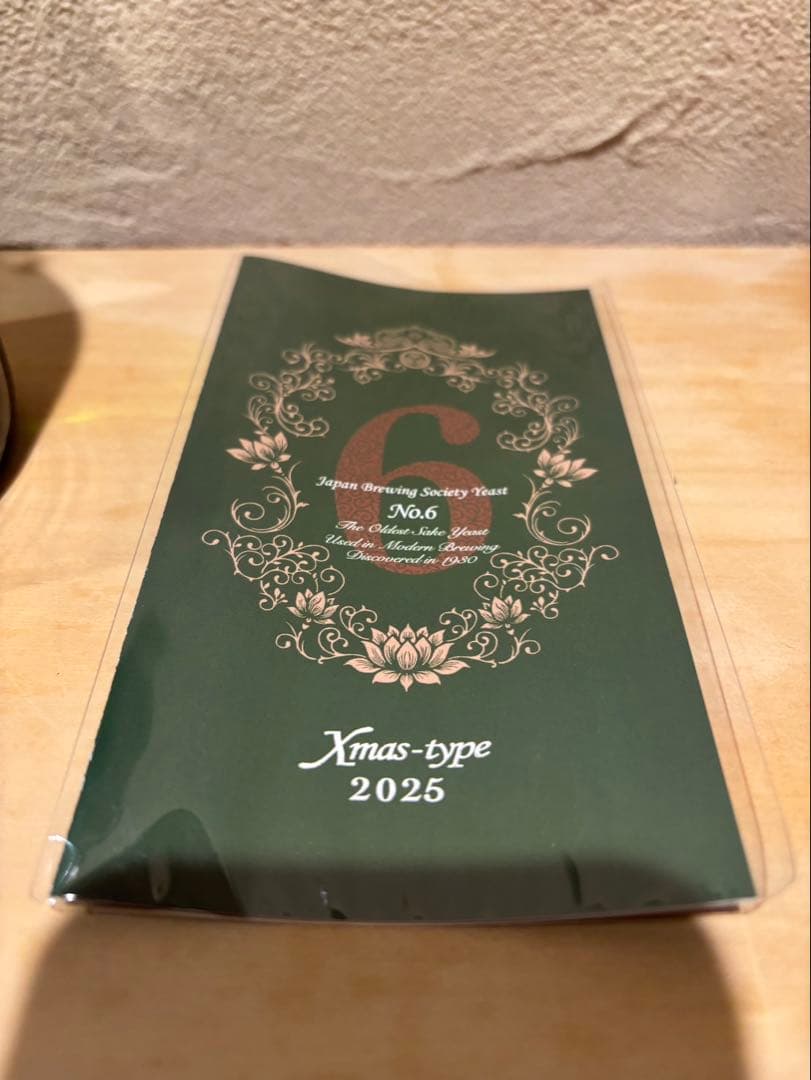 6
Japan Brewing Society Yeast
No.6
The Oldest Sake Yeast
Used in Modern Brewing
Discovered in 1930
Xmas-type
2025